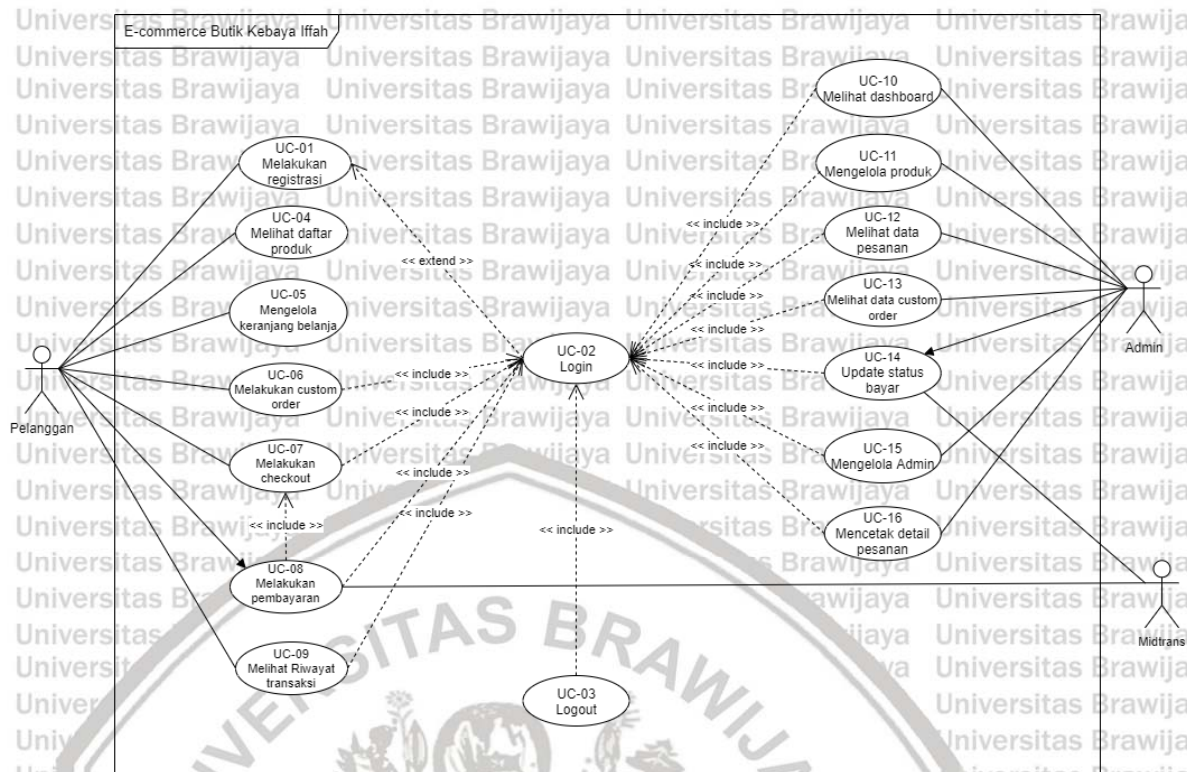 E-commerce Butik Kebaya Iffah
UC-01
Melakukan
registrasi
UC-04
Melihat daftar
produk
UC-05
Mengelola
keranjang belanja
UC-06
Melakukan custom
order
UC-07
Melakukan
checkout
<< include >>
UC-08
Melakukan
pembayaran
UC-09
Melihat Riwayat
transaksi
Pelanggan
<< extend >>
<< include >>
<< include >>
<< include >>
<< include >>
UC-02
Login
<< include >>
UC-03
Logout
<< include >>
<< include >>
<< include >>
<< include >>
<< include >>
<< include >>
<< include >>
UC-10
Melihat dashboard
UC-11
Mengelola produk
UC-12
Melihat data
pesanan
UC-13
Melihat data custom
order
UC-14
Update status
bayar
UC-15
Mengelola Admin
UC-16
Mencetak detail
pesanan
Admin
Midtrans
Universitas Brawijaya
SITAS BRAWIJ